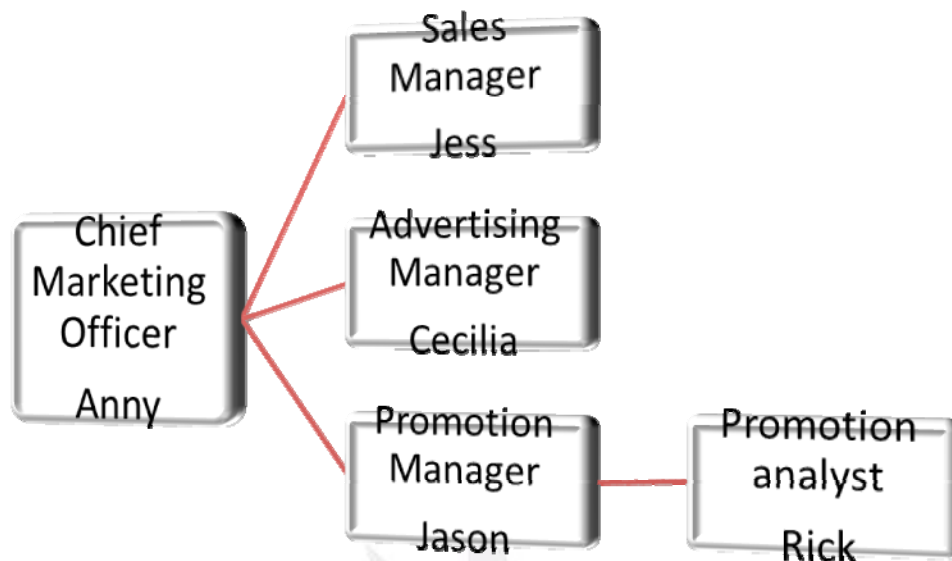 Sales
Manager
Jess
Chief
Marketing
Officer
Anny
Advertising
Manager
Cecilia
Promotion
Manager
Jason
Promotion
analyst
Rick